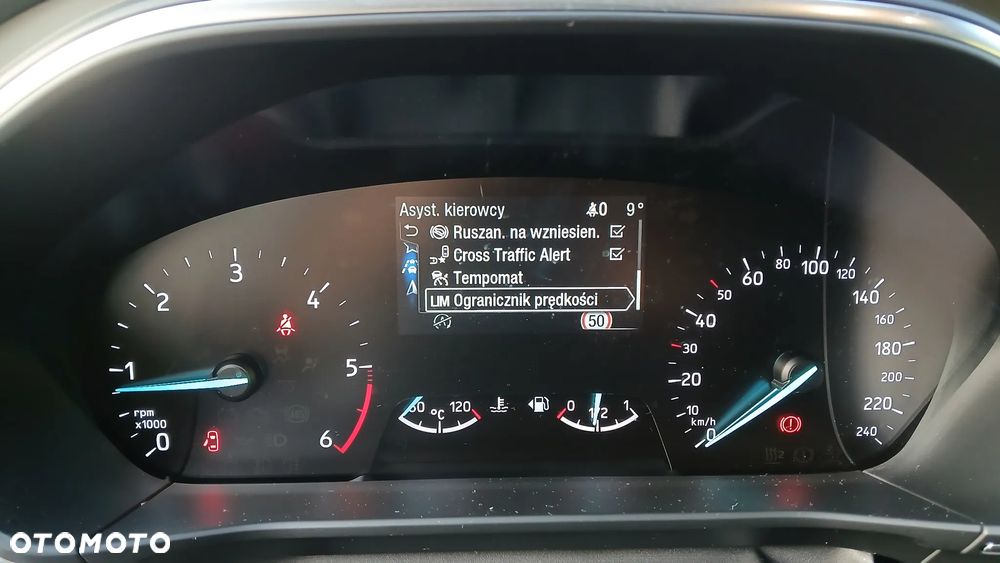 Asyst. kierowcy 9°
Ruszan. na wzniesien.
Cross Traffic Alert
Tempomat
LIM Ogranicznik prędkości
50
0 1 2 3 4 5 6
rpm
x1000
120
°C
0 1/2 1
0 10 20 30 40 50 60 80 100 120 140 160 180 200 220 240
km/h
OTOMOTO